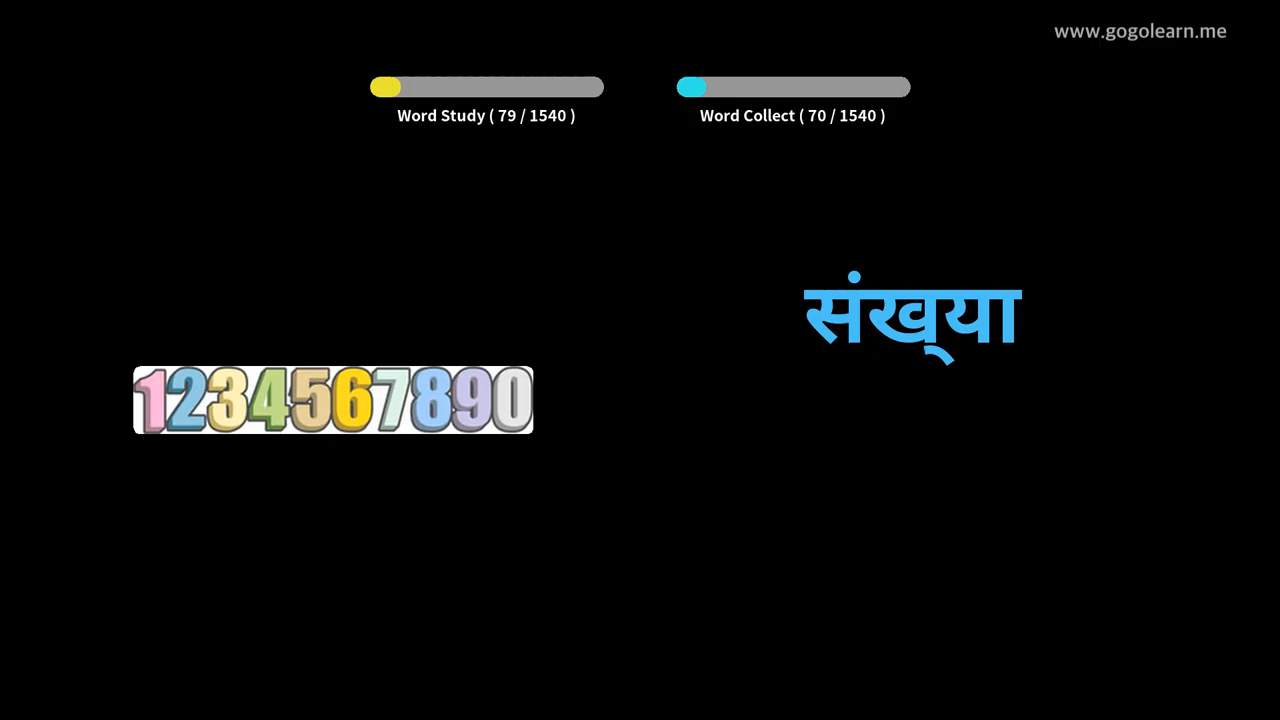 www.gogolearn.me
Word Study ( 79 / 1540 )
Word Collect ( 70 / 1540 )
संख्‌या
1234567890